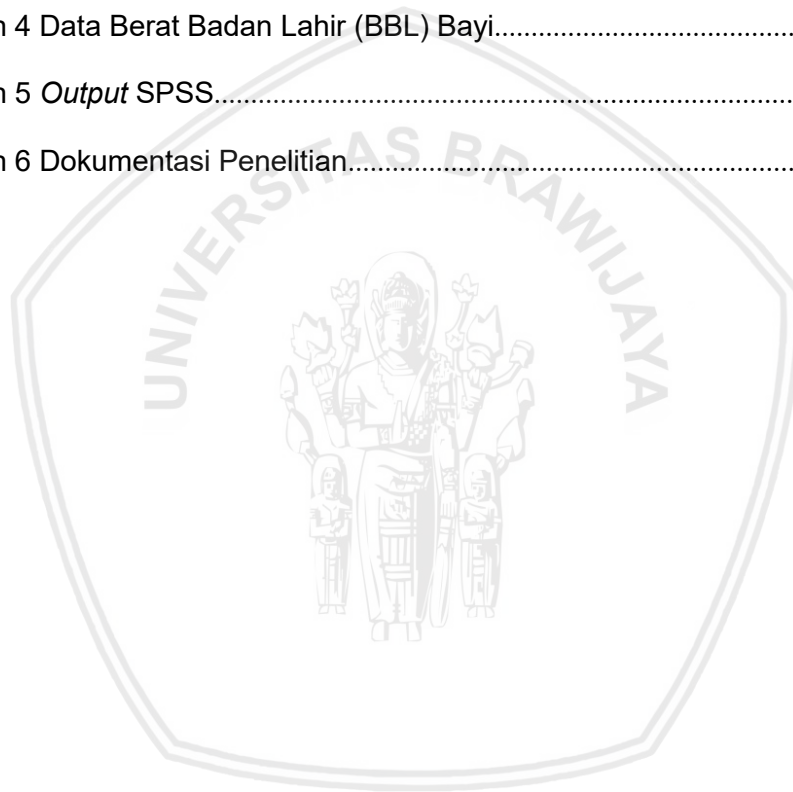 n 4 Data Berat Badan Lahir (BBL) Bayi.......................................
n 5 Output SPSS...............................................................................
n 6 Dokumentasi Penelitian............................................................
UNIVERSITAS BRAWIJAYA